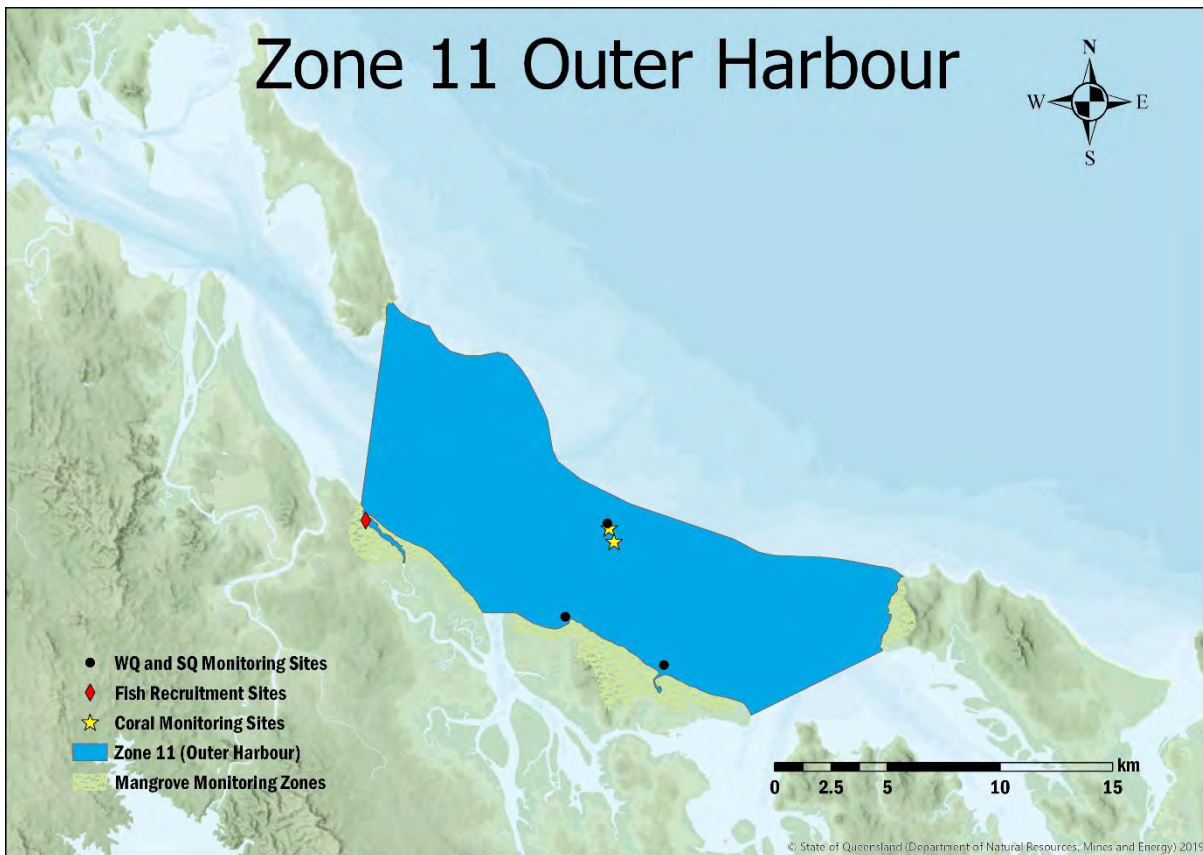 Zone 11 Outer Harbour
N
W E
S
WQ and SQ Monitoring Sites
Fish Recruitment Sites
Coral Monitoring Sites
Zone 11 (Outer Harbour)
Mangrove Monitoring Zones
km
0 2.5 5 10 15
© State of Queensland (Department of Natural Resources, Mines and Energy)